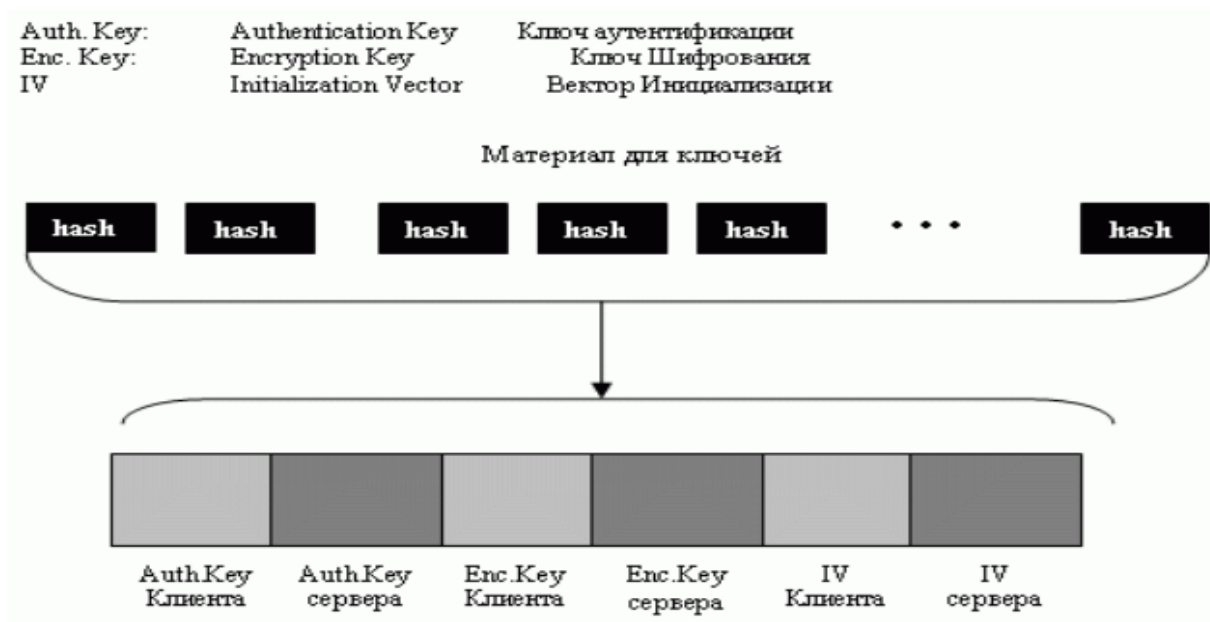 Auth. Key: Authentication Key Ключ аутентификации
Enc. Key: Encryption Key Ключ Шифрования
IV Initialization Vector Вектор Инициализации
Материал для ключей
hash hash hash hash hash • • • hash
Auth.Key Auth.Key Enc.Key Enc.Key IV IV
Клиента сервера Клиента сервера Клиента сервера